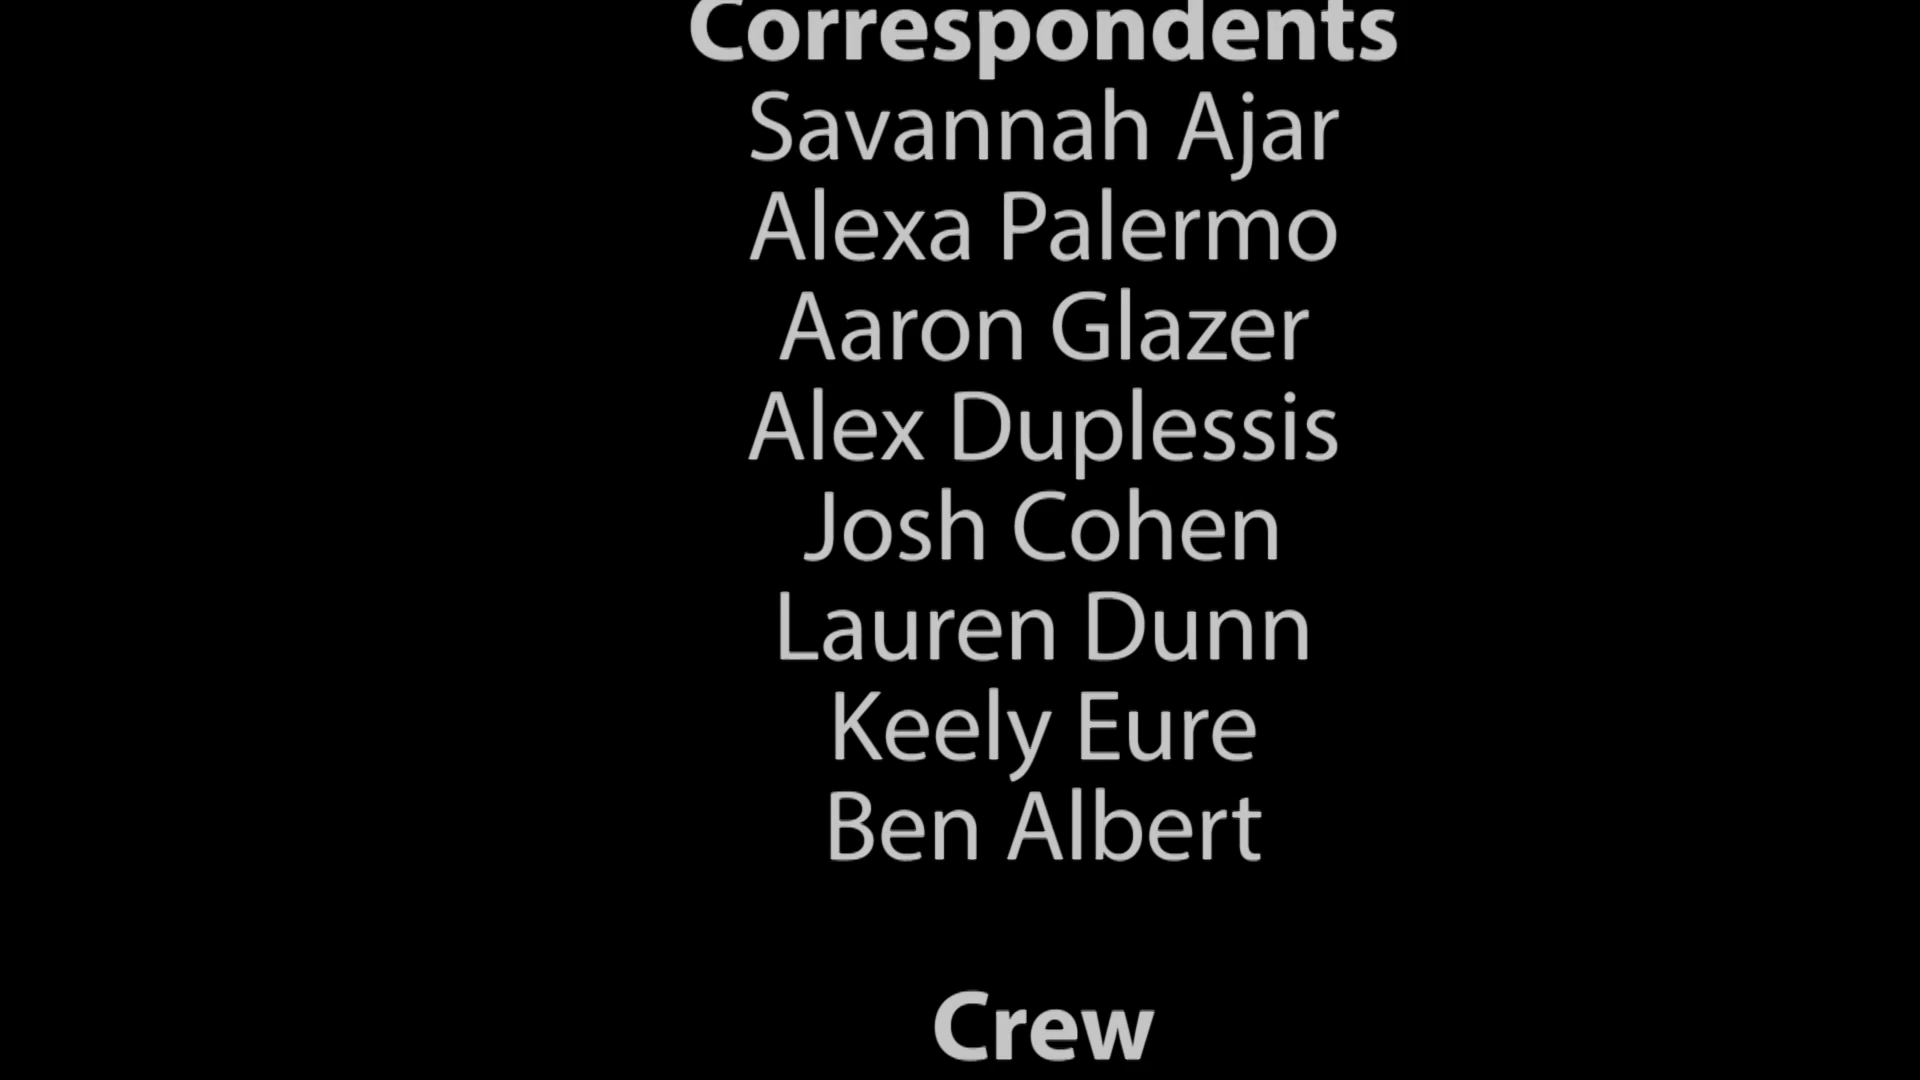 Correspondents
Savannah Ajar
Alexa Palermo
Aaron Glazer
Alex Duplessis
Josh Cohen
Lauren Dunn
Keely Eure
Ben Albert
Crew